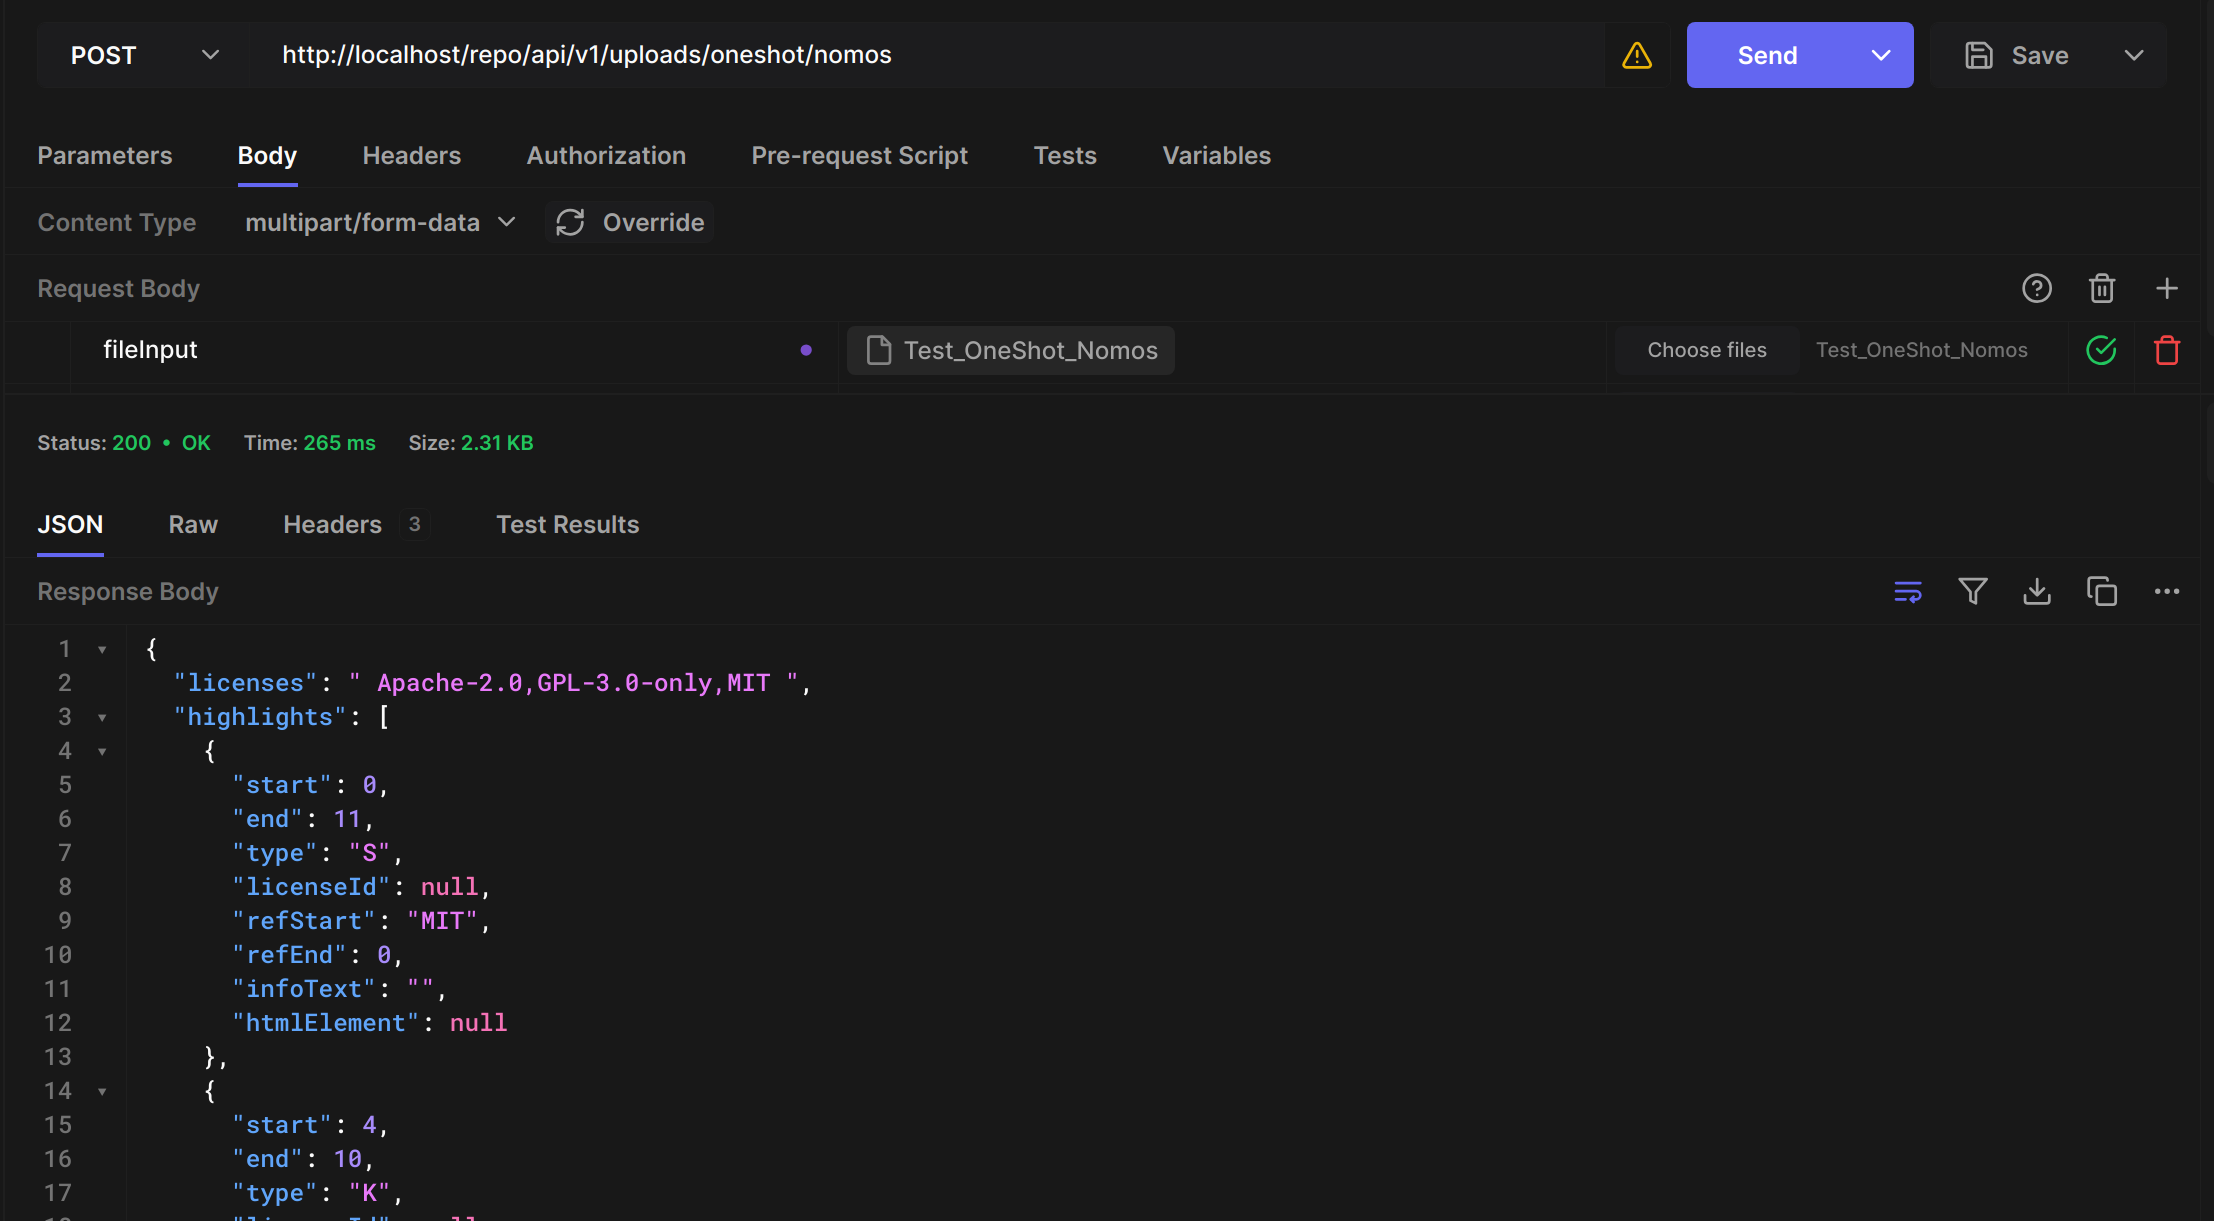 POST http://localhost/repo/api/v1/uploads/oneshot/nomos Send Save
Parameters Body Headers Authorization Pre-request Script Tests Variables
Content Type multipart/form-data Override
Request Body
fileInput Test_OneShot_Nomos Choose files Test_OneShot_Nomos
Status: 200 • OK Time: 265 ms Size: 2.31 KB
JSON Raw Headers 3 Test Results
Response Body
1 {
2 "licenses": " Apache-2.0,GPL-3.0-only,MIT ",
3 "highlights": [
4 {
5 "start": 0,
6 "end": 11,
7 "type": "S",
8 "licenseId": null,
9 "refStart": "MIT",
10 "refEnd": 0,
11 "infoText": "",
12 "htmlElement": null
13 },
14 {
15 "start": 4,
16 "end": 10,
17 "type": "K",